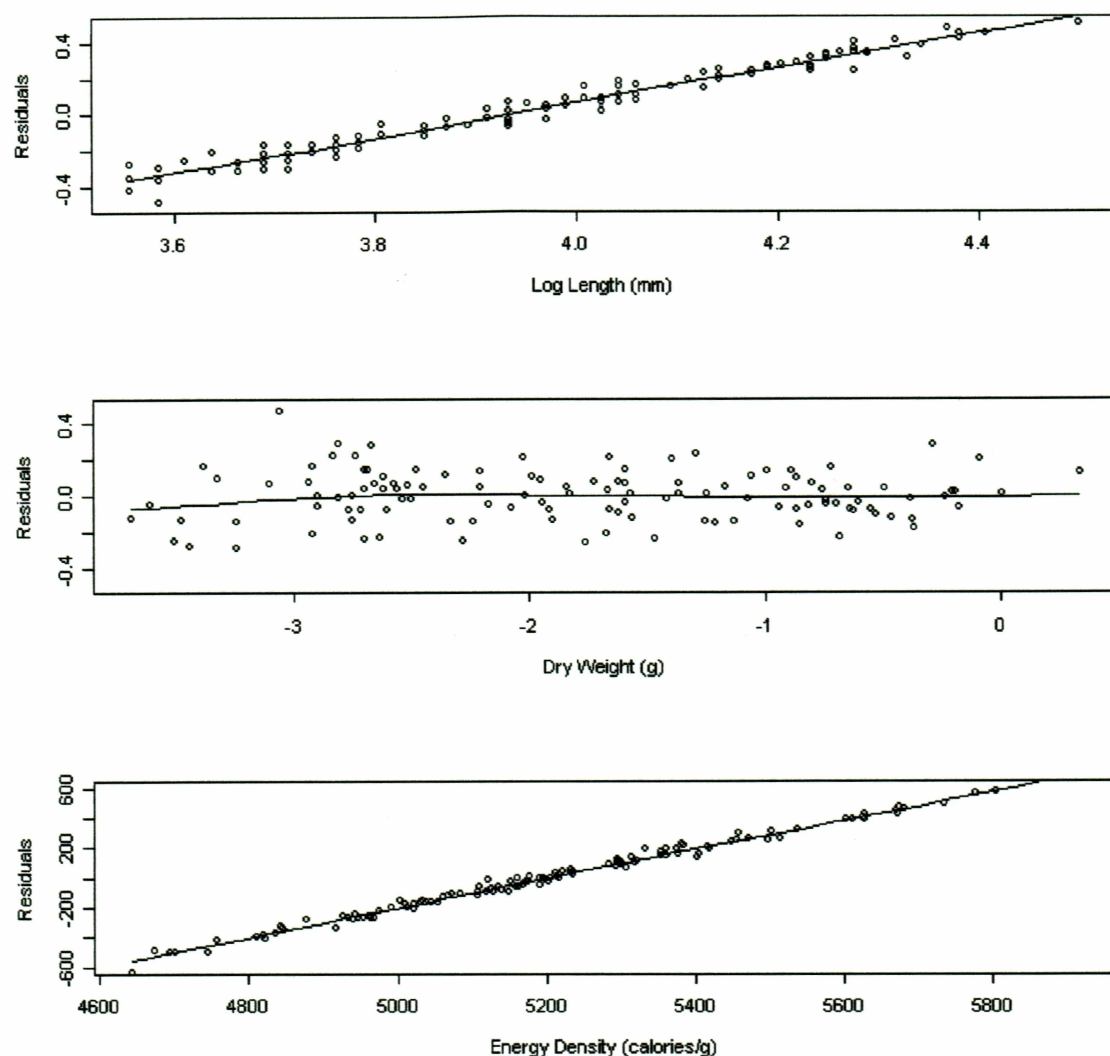 Residuals
0.4
0.0
-0.4
3.6 3.8 4.0 4.2 4.4
Log Length (mm)
Residuals
0.4
0.0
-0.4
-3 -2 -1 0
Dry Weight (g)
Residuals
600
200
-200
-600
4600 4800 5000 5200 5400 5600 5800
Energy Density (calories/g)